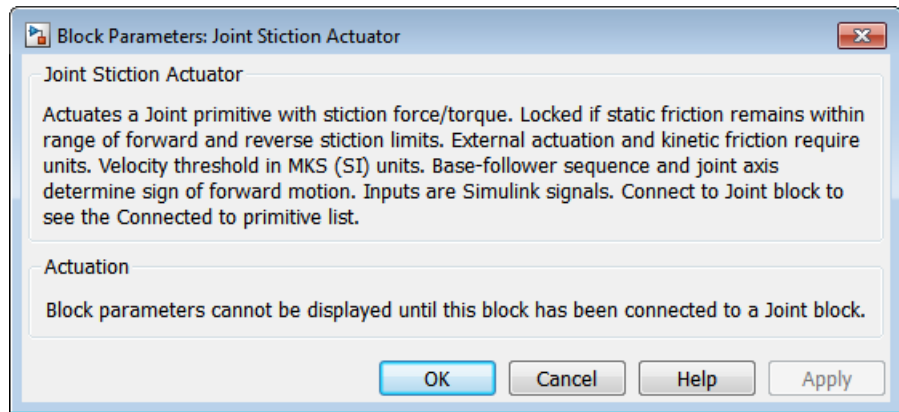 Block Parameters: Joint Stiction Actuator
Joint Stiction Actuator
Actuates a Joint primitive with stiction force/torque. Locked if static friction remains within
range of forward and reverse stiction limits. External actuation and kinetic friction require
units. Velocity threshold in MKS (SI) units. Base-follower sequence and joint axis
determine sign of forward motion. Inputs are Simulink signals. Connect to Joint block to
see the Connected to primitive list.
Actuation
Block parameters cannot be displayed until this block has been connected to a Joint block.
OK Cancel Help Apply